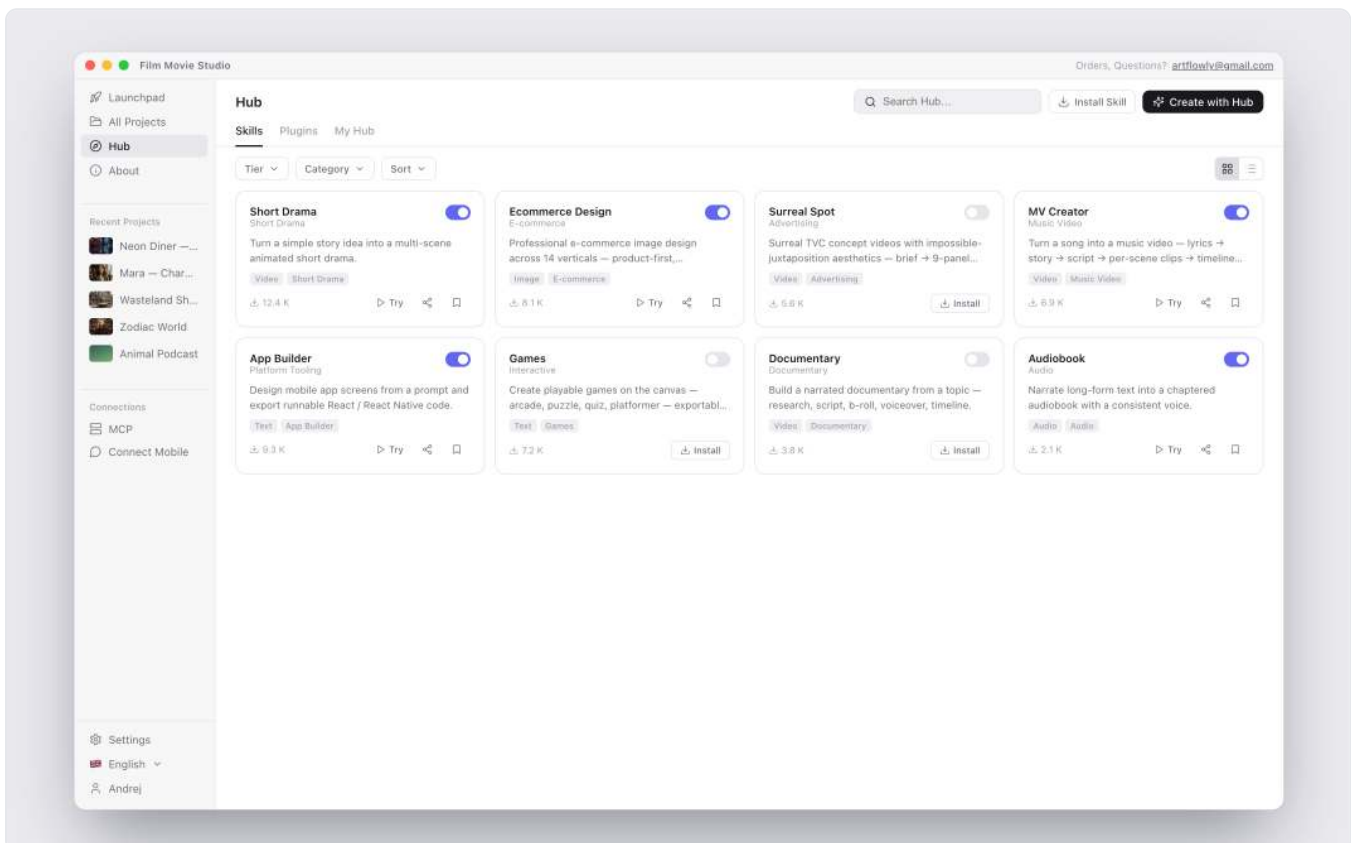 Film Movie Studio
Orders, Questions? artflowly@gmail.com
Launchpad
All Projects
Hub
About
Recent Projects
Neon Diner —...
Mara — Char...
Wasteland Sh...
Zodiac World
Animal Podcast
Connections
MCP
Connect Mobile
Settings
English
Andrej
Hub
Search Hub...
Install Skill
Create with Hub
Skills Plugins My Hub
Tier Category Sort
Short Drama
Short Drama
Turn a simple story idea into a multi-scene
animated short drama.
Video Short Drama
12.4 K Try
Ecommerce Design
E-commerce
Professional e-commerce image design
across 14 verticals — product-first,...
Image E-commerce
8.1 K Try
Surreal Spot
Advertising
Surreal TVC concept videos with impossible-
juxtaposition aesthetics — brief → 9-panel...
Video Advertising
5.6 K Install
MV Creator
Music Video
Turn a song into a music video — lyrics →
story → script → per-scene clips → timeline...
Video Music Video
6.9 K Try
App Builder
Platform Tooling
Design mobile app screens from a prompt and
export runnable React / React Native code.
Text App Builder
9.3 K Try
Games
Interactive
Create playable games on the canvas —
arcade, puzzle, quiz, platformer — exportabl...
Text Games
7.2 K Install
Documentary
Documentary
Build a narrated documentary from a topic —
research, script, b-roll, voiceover, timeline.
Video Documentary
3.8 K Install
Audiobook
Audio
Narrate long-form text into a chaptered
audiobook with a consistent voice.
Audio Audio
2.1 K Try